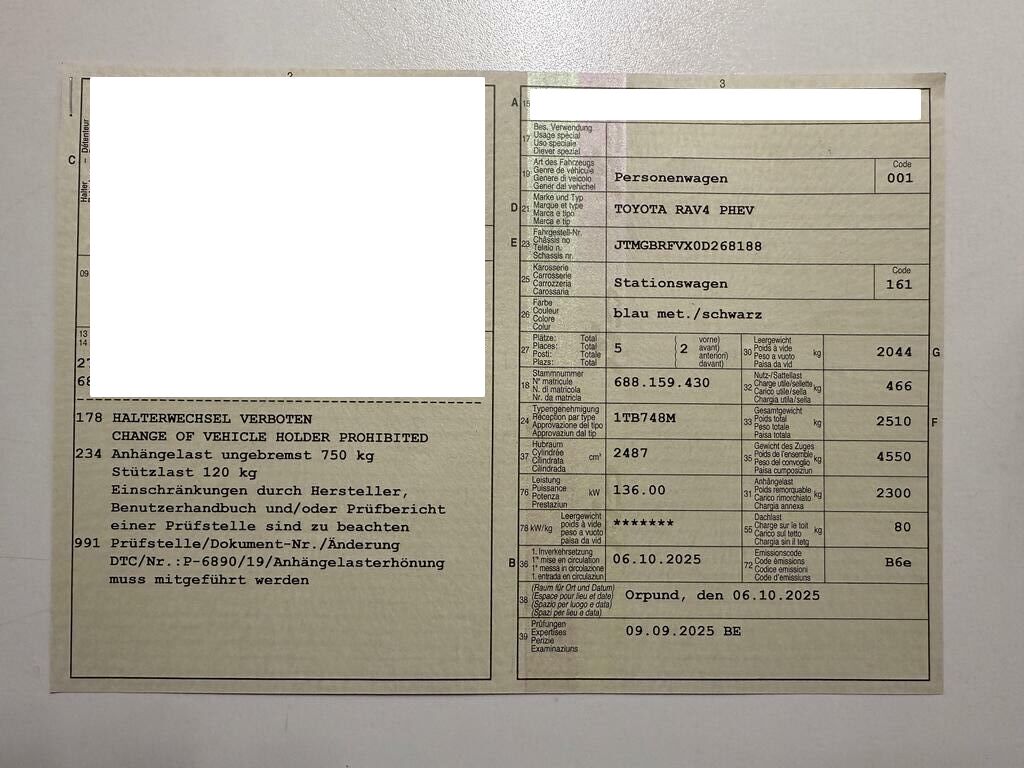 2
C
Halter - Détenteur
09
13
14
27
68
178 HALTERWECHSEL VERBOTEN
CHANGE OF VEHICLE HOLDER PROHIBITED
234 Anhängelast ungebremst 750 kg
Stützlast 120 kg
Einschränkungen durch Hersteller,
Benutzerhandbuch und/oder Prüfbericht
einer Prüfstelle sind zu beachten
991 Prüfstelle/Dokument-Nr./Änderung
DTC/Nr.:P-6890/19/Anhängelasterhönung
muss mitgeführt werden
3
A 15
17 Bes. Verwendung
Usage spécial
Uso speciale
Diever spezial
19 Art des Fahrzeugs
Genre de véhicule
Genere di veicolo
Gener dal vehichel
Personenwagen
Code
001
D 21 Marke und Typ
Marque et type
Marca e tipo
Marca e tip
TOYOTA RAV4 PHEV
E 23 Fahrgestell-Nr.
Châssis no
Telaio n.
Schassis nr.
JTMGBRFVX0D268188
25 Karosserie
Carrosserie
Carrozzeria
Carossaria
Stationswagen
Code
161
26 Farbe
Couleur
Colore
Colur
blau met./schwarz
27 Plätze: Total
Places: Total
Posti: Totale
Plazs: Total
5
2 vorne)
avant)
anteriori)
davant)
30 Leergewicht
Poids à vide
Peso a vuoto
Paisa da vid
kg
2044
G
18 Stammnummer
N° matricule
N. di matricola
Nr. da matricla
688.159.430
32 Nutz-/Sattellast
Charge utile/sellette
Carico utile/sella
Chargia utila/sella
kg
466
24 Typengenehmigung
Réception par type
Approvazione del tipo
Approvaziun dal tip
1TB748M
33 Gesamtgewicht
Poids total
Peso totale
Paisa totala
kg
2510
F
37 Hubraum
Cylindrée
Cilindrata
Cilindrada
cm³
2487
35 Gewicht des Zuges
Poids de l'ensemble
Peso del convoglio
Paisa cumposiziun
kg
4550
76 Leistung
Puissance
Potenza
Prestaziun
kW
136.00
31 Anhängelast
Poids remorquable
Carico rimorchiato
Chargia annexa
kg
2300
78 kW/kg
Leergewicht
poids à vide
peso a vuoto
paisa da vid
*******
55 Dachlast
Charge sur le toit
Carico sul tetto
Chargia sin il tetg
kg
80
B 36 1. Inverkehrsetzung
1re mise en circulation
1a messa in circolazione
1. entrada en circulaziun
06.10.2025
72 Emissionscode
Code émissions
Codice emissioni
Code d'emissiuns
B6e
38 (Raum für Ort und Datum)
(Espace pour lieu et date)
(Spazio per luogo e data)
(Spazi per lieu e data)
Orpund, den 06.10.2025
39 Prüfungen
Expertises
Perizie
Examinaziuns
09.09.2025 BE